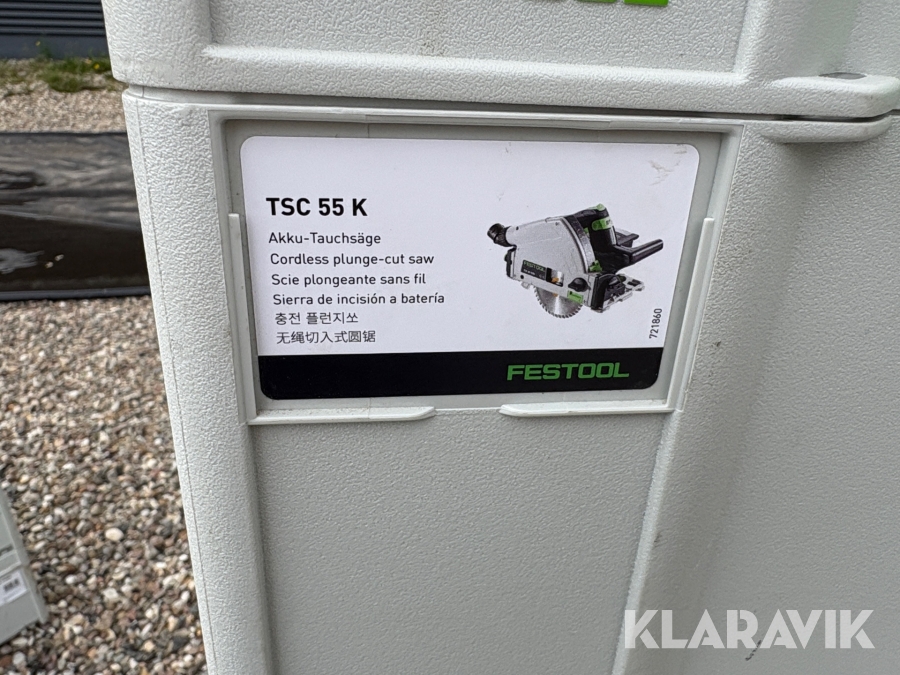 TSC 55 K
Akku-Tauchsäge
Cordless plunge-cut saw
Scie plongeante sans fil
Sierra de incisión a batería
충전 플런지쏘
无绳切入式圆锯
721860
FESTOOL
KLARAVIK